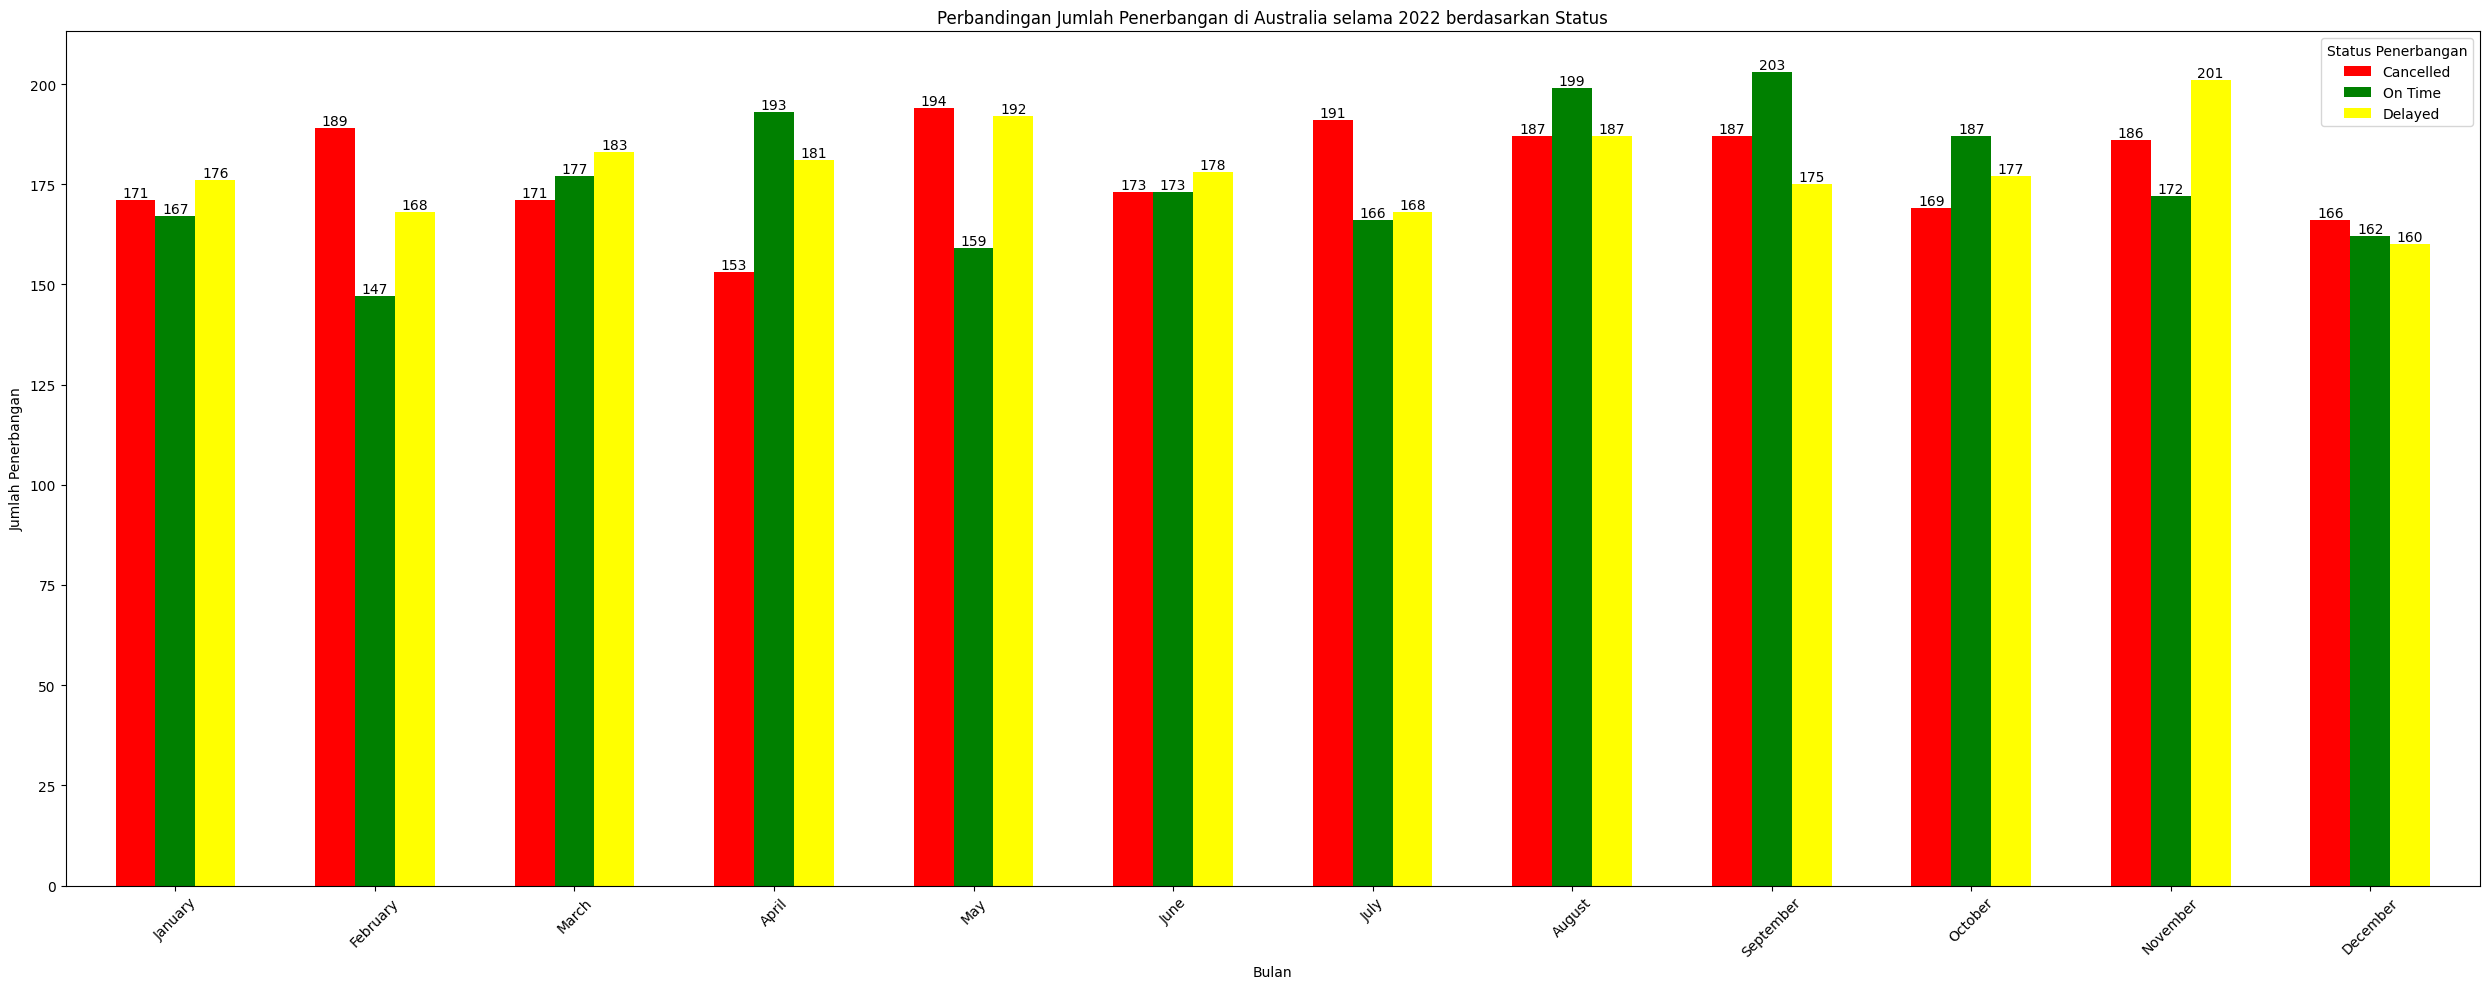 Perbandingan Jumlah Penerbangan di Australia selama 2022 berdasarkan Status
Status Penerbangan
Cancelled
On Time
Delayed
Jumlah Penerbangan
200
175
150
125
100
75
50
25
0
171 167 176
189 147 168
171 177 183
153 193 181
194 159 192
173 173 178
191 166 168
187 199 187
187 203 175
169 187 177
186 172 201
166 162 160
January February March April May June July August September October November December
Bulan